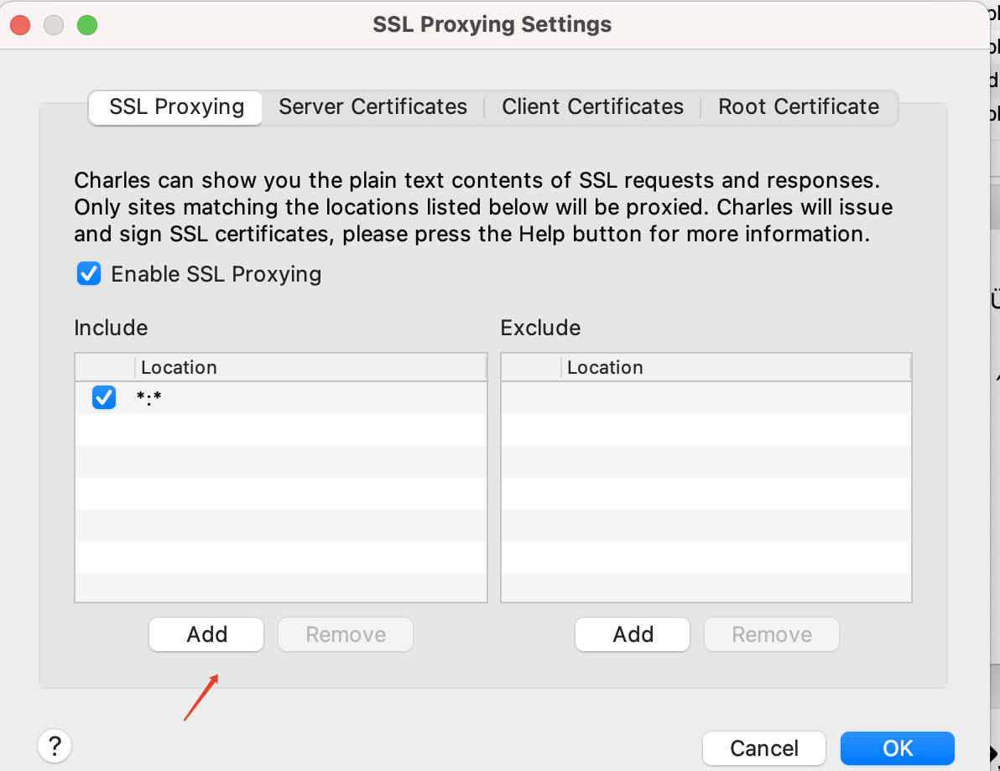 SSL Proxying Settings
SSL Proxying Server Certificates Client Certificates Root Certificate
Charles can show you the plain text contents of SSL requests and responses.
Only sites matching the locations listed below will be proxied. Charles will issue
and sign SSL certificates, please press the Help button for more information.
Enable SSL Proxying
Include Exclude
Location Location
*:*
Add Remove Add Remove
? Cancel OK